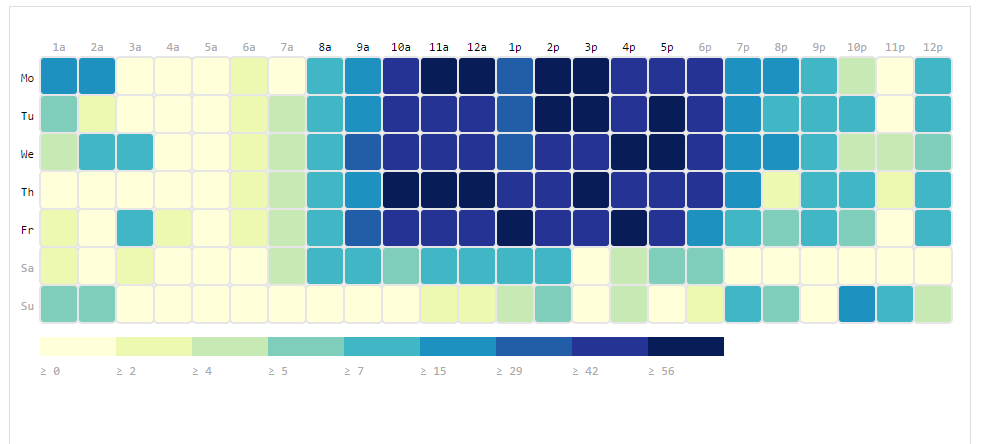 1a 2a 3a 4a 5a 6a 7a 8a 9a 10a 11a 12a 1p 2p 3p 4p 5p 6p 7p 8p 9p 10p 11p 12p
Mo
Tu
We
Th
Fr
Sa
Su
≥ 0 ≥ 2 ≥ 4 ≥ 5 ≥ 7 ≥ 15 ≥ 29 ≥ 42 ≥ 56